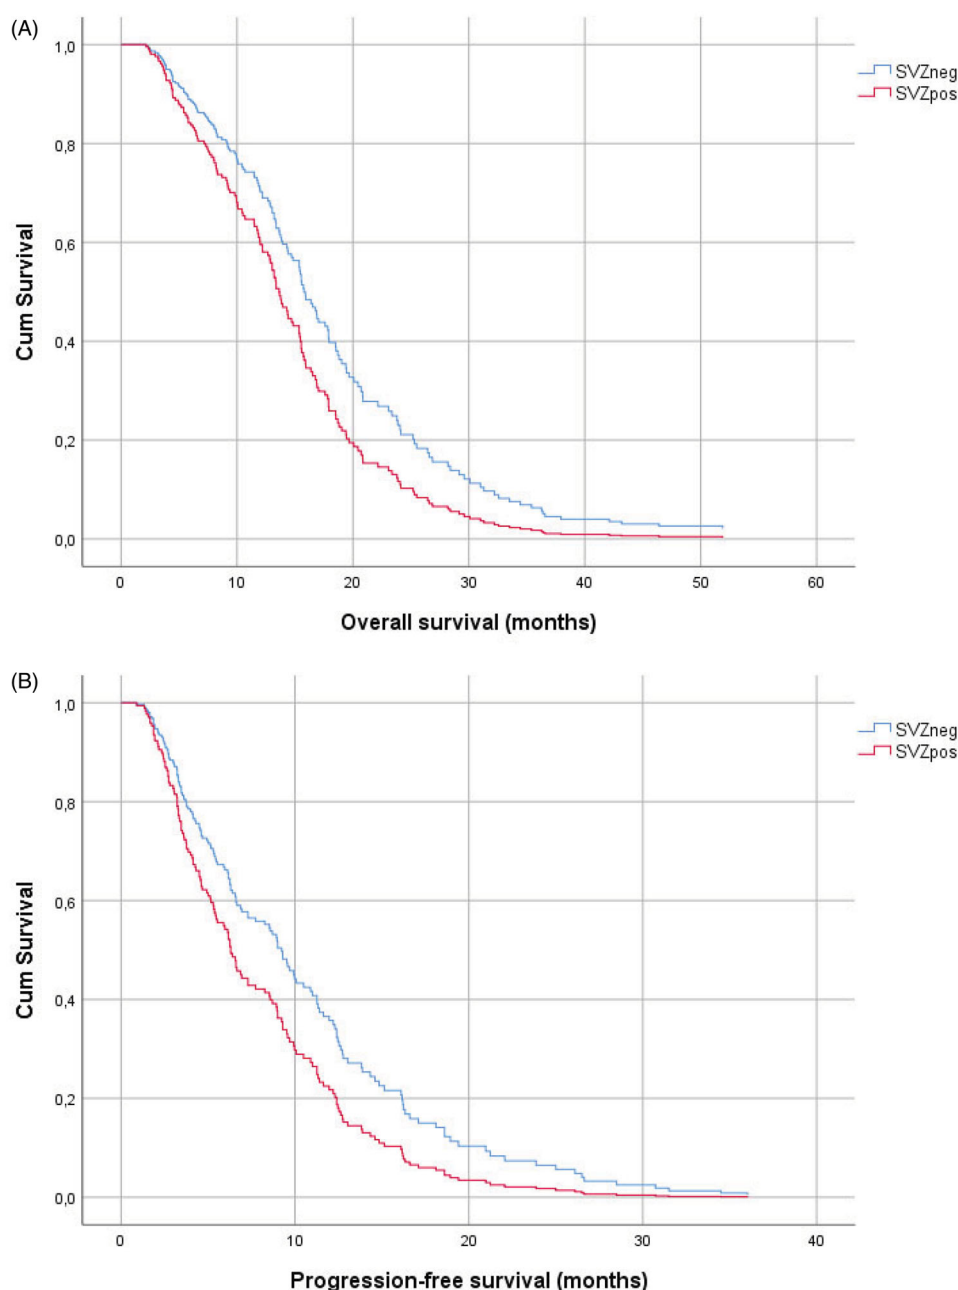 (A)
1,0
0,8
0,6
0,4
0,2
0,0
Cum Survival
0 10 20 30 40 50 60
Overall survival (months)
SVZneg
SVZpos
(B)
1,0
0,8
0,6
0,4
0,2
0,0
Cum Survival
0 10 20 30 40
Progression-free survival (months)
SVZneg
SVZpos